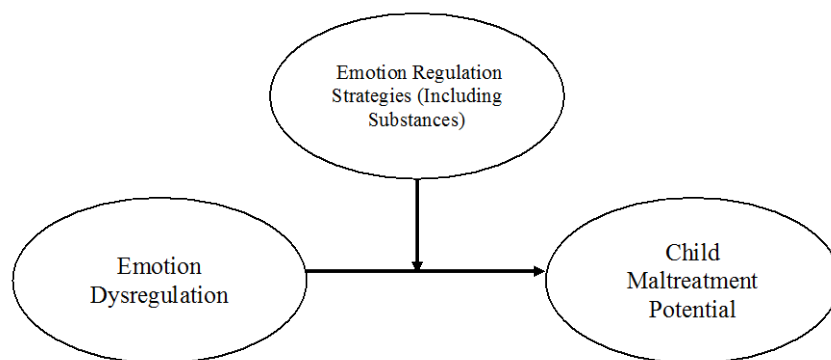 Emotion Regulation
Strategies (Including
Substances)
Emotion
Dysregulation
Child
Maltreatment
Potential